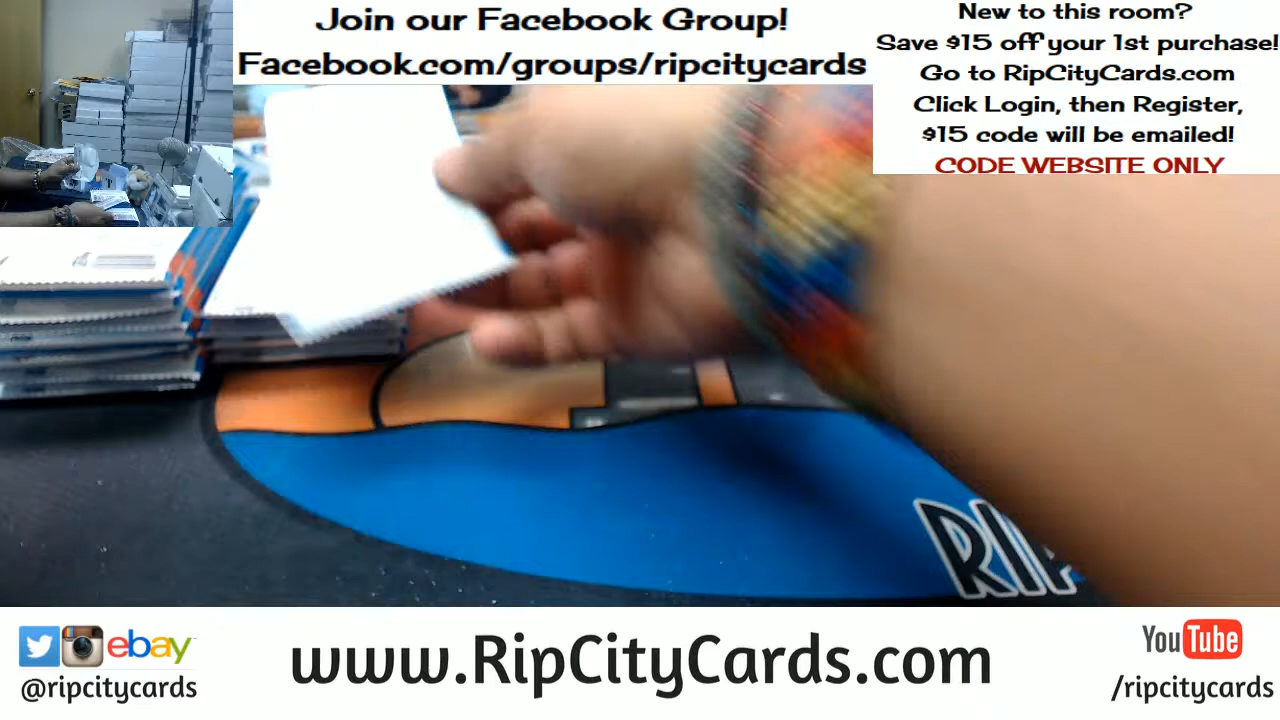 Join our Facebook Group!
Facebook.com/groups/ripcitycards
New to this room?
Save $15 off your 1st purchase!
Go to RipCityCards.com
Click Login, then Register,
$15 code will be emailed!
CODE WEBSITE ONLY
RIP
ebay
@ripcitycards
www.RipCityCards.com
YouTube
/ripcitycards